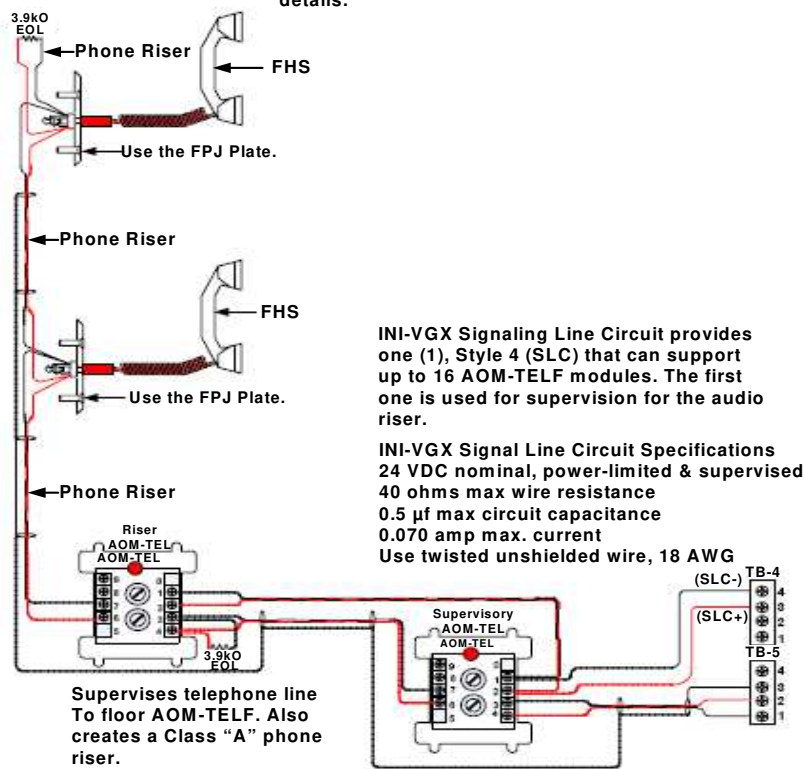 details.
3.9kO
EOL
Phone Riser
FHS
Use the FPJ Plate.
Phone Riser
FHS
Use the FPJ Plate.
INI-VGX Signaling Line Circuit provides
one (1), Style 4 (SLC) that can support
up to 16 AOM-TELF modules. The first
one is used for supervision for the audio
riser.
INI-VGX Signal Line Circuit Specifications
24 VDC nominal, power-limited & supervised
40 ohms max wire resistance
0.5 µf max circuit capacitance
0.070 amp max. current
Use twisted unshielded wire, 18 AWG
Phone Riser
Riser
AOM-TEL
AOM-TEL
3.9kO
EOL
Supervises telephone line
To floor AOM-TELF. Also
creates a Class “A” phone
riser.
Supervisory
AOM-TEL
AOM-TEL
(SLC-)
(SLC+)
TB-4
4
3
2
1
TB-5
4
3
2
1